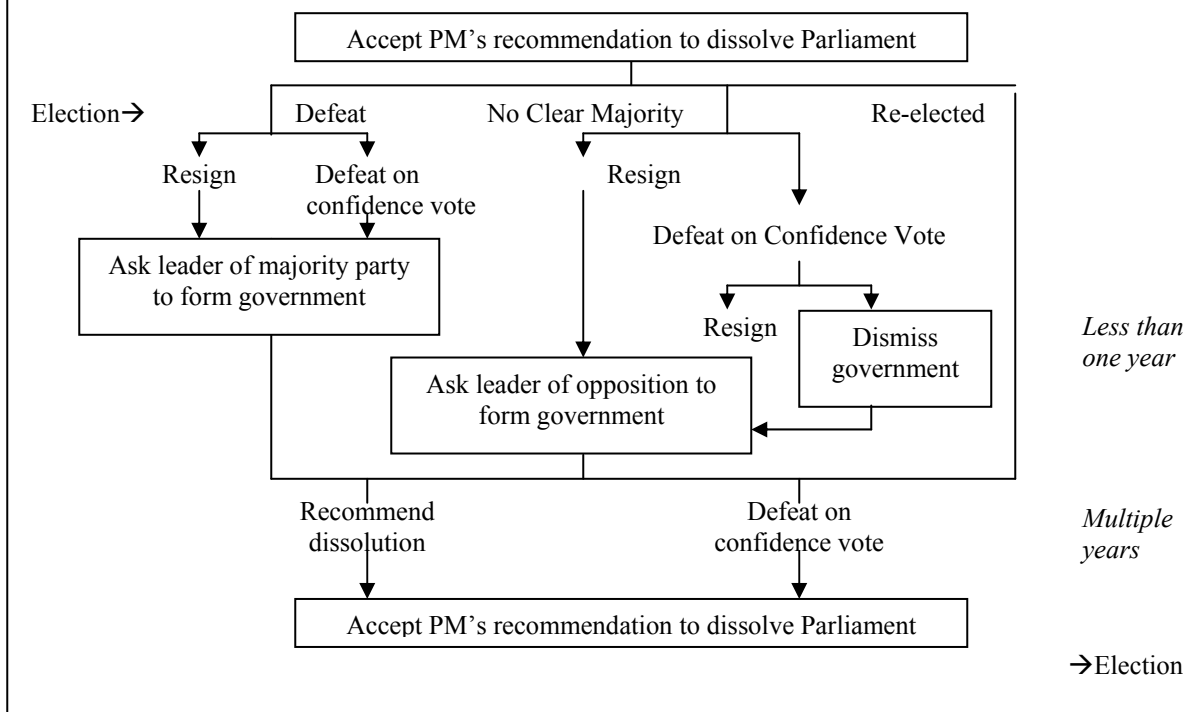 Accept PM's recommendation to dissolve Parliament
Election→
Defeat
No Clear Majority
Re-elected
Resign
Defeat on
confidence vote
Resign
Defeat on Confidence Vote
Ask leader of majority party
to form government
Resign
Dismiss
government
Less than
one year
Ask leader of opposition to
form government
Recommend
dissolution
Defeat on
confidence vote
Multiple
years
Accept PM's recommendation to dissolve Parliament
→Election